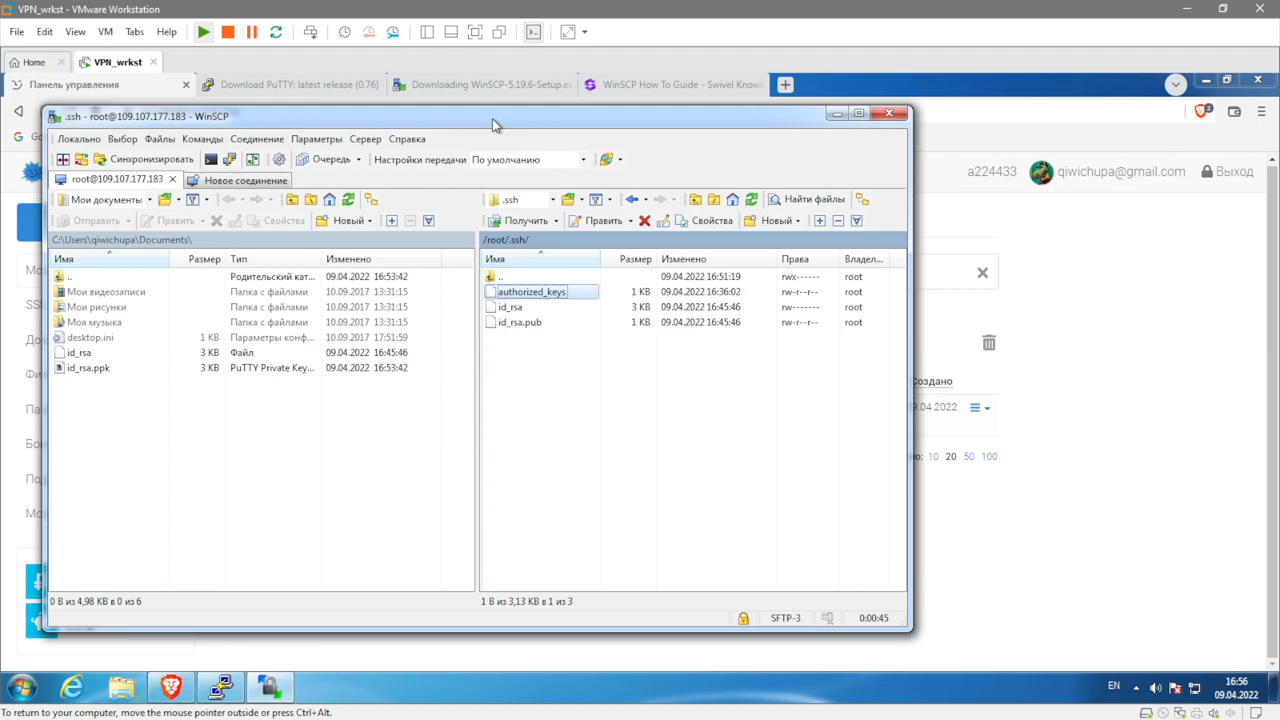 VPN_wrkst - VMware Workstation
File Edit View VM Tabs Help
Home VPN_wrkst
Панель управления Download PuTTY: latest release (0.76) Downloading WinSCP-5.19.6-Setup.ex WinSCP How To Guide - Swivel Knowl
.ssh - root@109.107.177.183 - WinSCP
Локально Выбор Файлы Команды Соединение Параметры Сервер Справка
Синхронизировать Очередь Настройки передачи По умолчанию
a224433 qiwichupa@gmail.com Выход
root@109.107.177.183 Новое соединение
Мои документы .ssh Найти файлы
Отправить Править Свойства Новый Получить Править Свойства Новый
C:\Users\qiwichupa\Documents\ /root/.ssh/
Имя Размер Тип Изменено Имя Размер Изменено Права Владел...
.. Родительский кат... 09.04.2022 16:53:42 .. 09.04.2022 16:51:19 rwx------ root
Мои видеозаписи Папка с файлами 10.09.2017 13:31:15 authorized_keys 1 KB 09.04.2022 16:36:02 rw-r--r-- root
Мои рисунки Папка с файлами 10.09.2017 13:31:15 id_rsa 3 KB 09.04.2022 16:45:46 rw------- root
Моя музыка Папка с файлами 10.09.2017 13:31:15 id_rsa.pub 1 KB 09.04.2022 16:45:46 rw-r--r-- root
desktop.ini 1 KB Параметры конф... 10.09.2017 17:51:59
id_rsa 3 KB Файл 09.04.2022 16:45:46
id_rsa.ppk 3 KB PuTTY Private Key... 09.04.2022 16:53:42
Создано
9.04.2022
10 20 50 100
0 B из 4,98 KB в 0 из 6 1 B из 3,13 KB в 1 из 3
SFTP-3 0:00:45
EN 16:56
09.04.2022
To return to your computer, move the mouse pointer outside or press Ctrl+Alt.